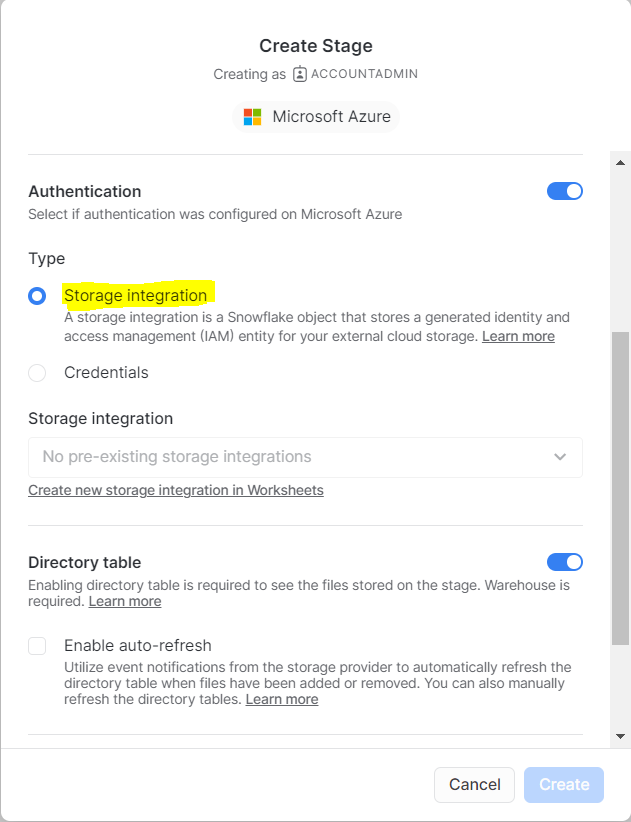 Create Stage
Creating as ACCOUNTADMIN
Microsoft Azure
Authentication
Select if authentication was configured on Microsoft Azure
Type
Storage integration
A storage integration is a Snowflake object that stores a generated identity and
access management (IAM) entity for your external cloud storage. Learn more
Credentials
Storage integration
No pre-existing storage integrations
Create new storage integration in Worksheets
Directory table
Enabling directory table is required to see the files stored on the stage. Warehouse is
required. Learn more
Enable auto-refresh
Utilize event notifications from the storage provider to automatically refresh the
directory table when files have been added or removed. You can also manually
refresh the directory tables. Learn more
Cancel
Create